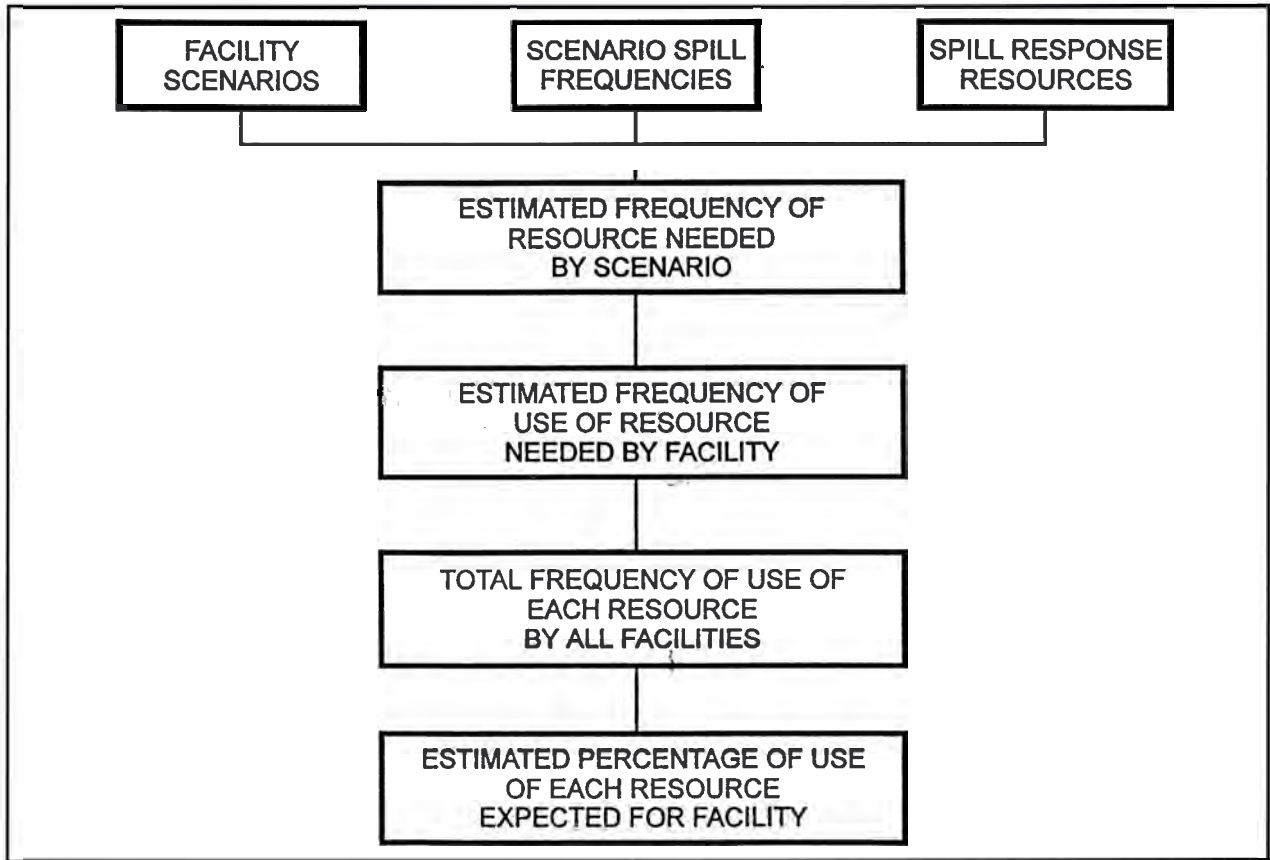 FACILITY
SCENARIOS
SCENARIO SPILL
FREQUENCIES
SPILL RESPONSE
RESOURCES
ESTIMATED FREQUENCY OF
RESOURCE NEEDED
BY SCENARIO
ESTIMATED FREQUENCY OF
USE OF RESOURCE
NEEDED BY FACILITY
TOTAL FREQUENCY OF USE OF
EACH RESOURCE
BY ALL FACILITIES
ESTIMATED PERCENTAGE OF USE
OF EACH RESOURCE
EXPECTED FOR FACILITY